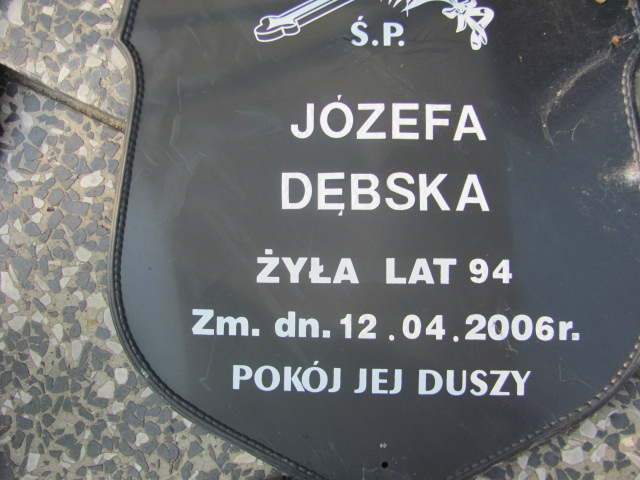 Ś.P.
JÓZEFA
DĘBSKA
ŻYŁA LAT 94
Zm. dn. 12.04.2006r.
POKÓJ JEJ DUSZY